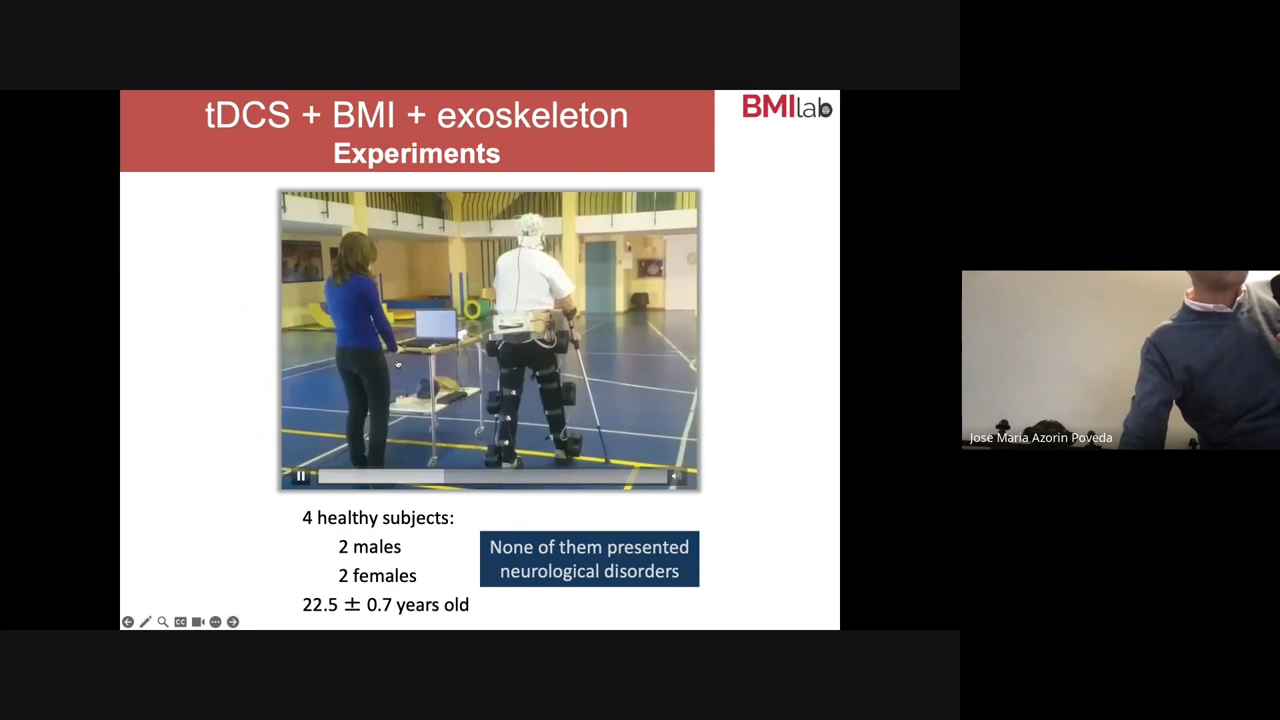 tDCS + BMI + exoskeleton
Experiments
BMIlab
4 healthy subjects:
2 males
2 females
22.5 ± 0.7 years old
None of them presented
neurological disorders
Jose Maria Azorin Poveda
CC